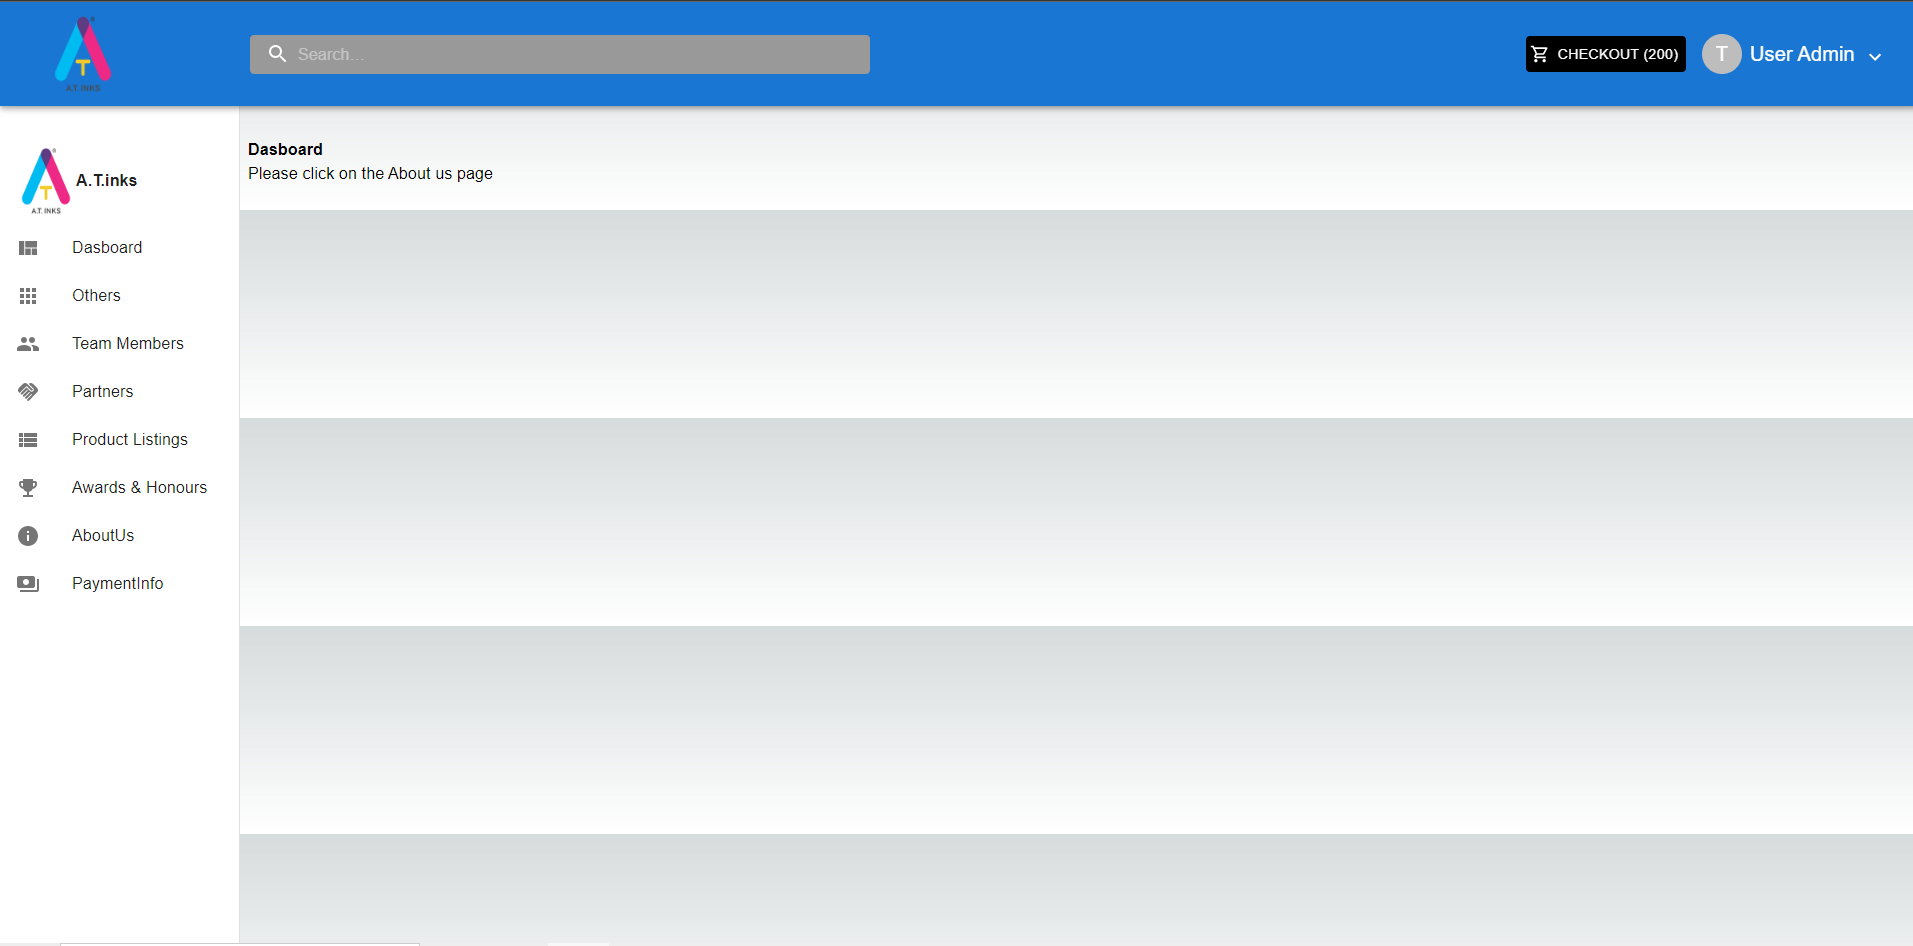 A.T. INKS
Search...
CHECKOUT (200)
T
User Admin
A.T. INKS
A.T.inks
Dasboard
Others
Team Members
Partners
Product Listings
Awards & Honours
AboutUs
PaymentInfo
Dasboard
Please click on the About us page